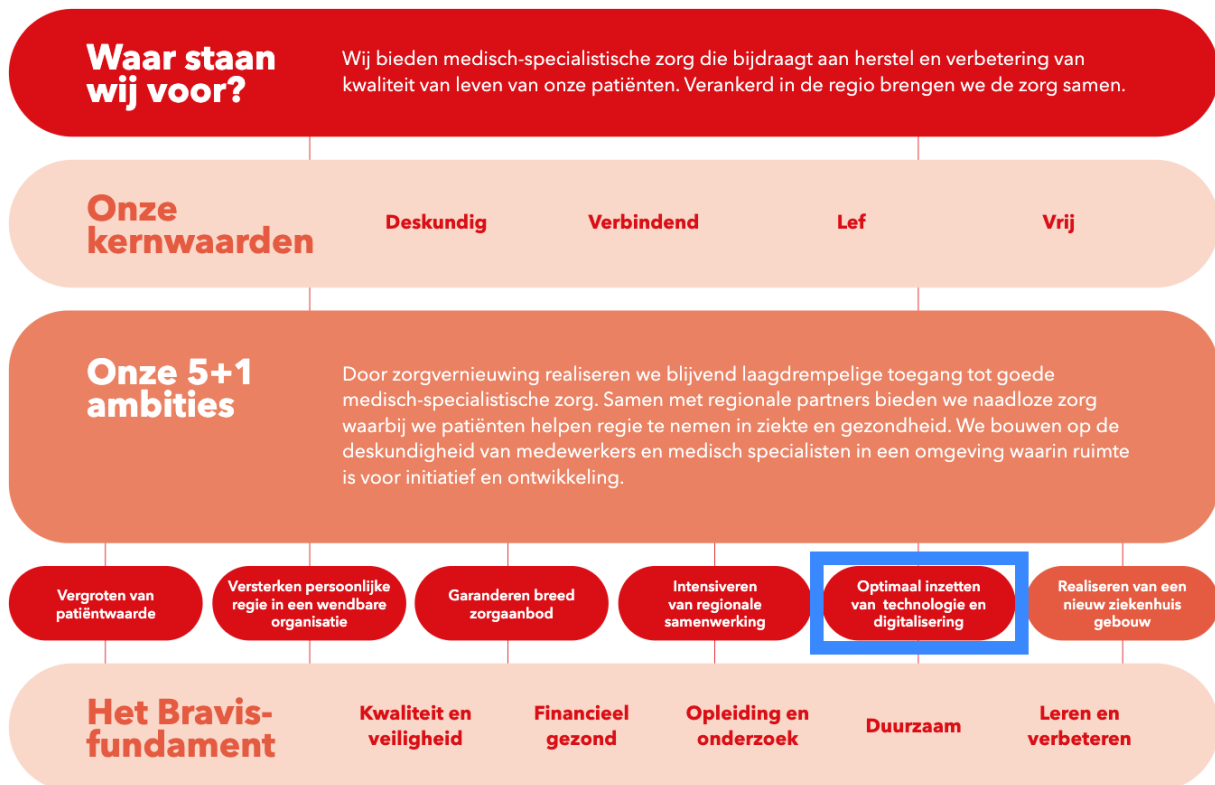 Waar staan
wij voor?
Wij bieden medisch-specialistische zorg die bijdraagt aan herstel en verbetering van
kwaliteit van leven van onze patiënten. Verankerd in de regio brengen we de zorg samen.
Onze
kernwaarden
Deskundig
Verbindend
Lef
Vrij
Onze 5+1
ambities
Door zorgvernieuwing realiseren we blijvend laagdrempelige toegang tot goede
medisch-specialistische zorg. Samen met regionale partners bieden we naadloze zorg
waarbij we patiënten helpen regie te nemen in ziekte en gezondheid. We bouwen op de
deskundigheid van medewerkers en medisch specialisten in een omgeving waarin ruimte
is voor initiatief en ontwikkeling.
Vergroten van
patiëntwaarde
Versterken persoonlijke
regie in een wendbare
organisatie
Garanderen breed
zorgaanbod
Intensiveren
van regionale
samenwerking
Optimaal inzetten
van technologie en
digitalisering
Realiseren van een
nieuw ziekenhuis
gebouw
Het Bravis-
fundament
Kwaliteit en
veiligheid
Financieel
gezond
Opleiding en
onderzoek
Duurzaam
Leren en
verbeteren